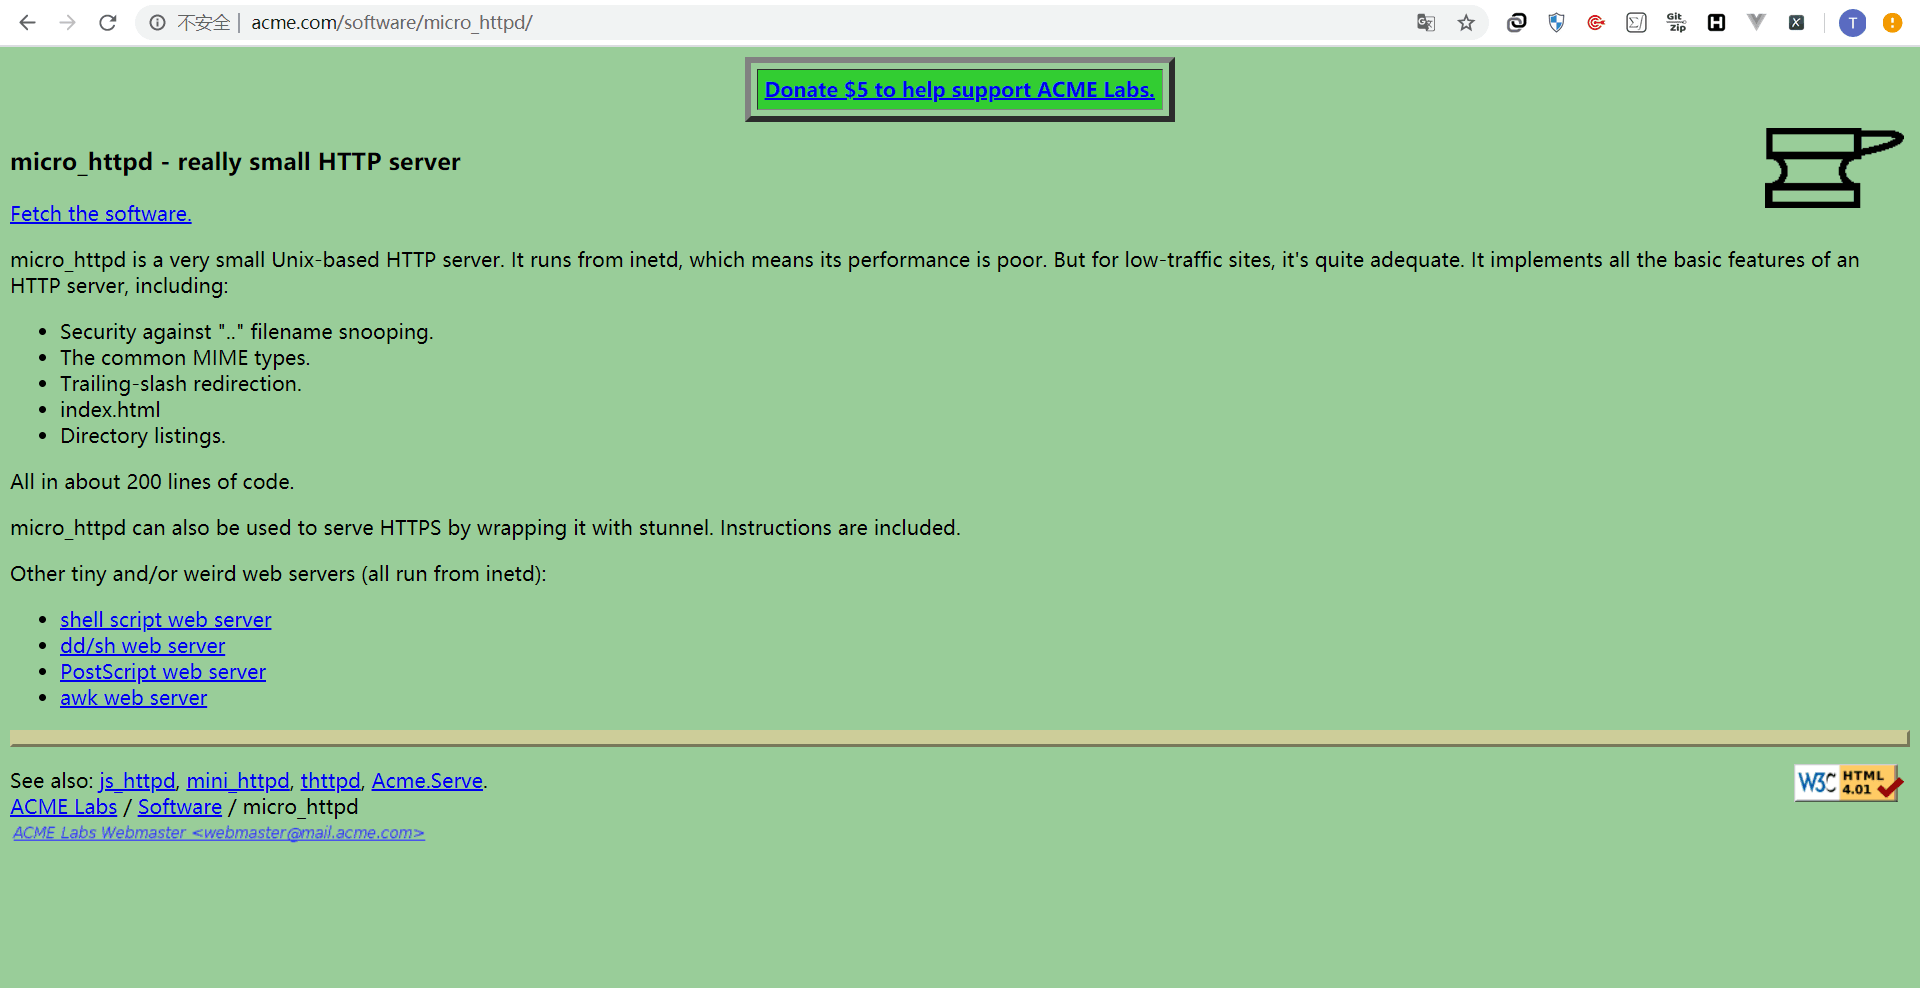 不安全 | acme.com/software/micro_httpd/
Git
Zip
H
X
T
Donate $5 to help support ACME Labs.
micro_httpd - really small HTTP server
Fetch the software.
micro_httpd is a very small Unix-based HTTP server. It runs from inetd, which means its performance is poor. But for low-traffic sites, it's quite adequate. It implements all the basic features of an
HTTP server, including:
• Security against ".." filename snooping.
• The common MIME types.
• Trailing-slash redirection.
• index.html
• Directory listings.
All in about 200 lines of code.
micro_httpd can also be used to serve HTTPS by wrapping it with stunnel. Instructions are included.
Other tiny and/or weird web servers (all run from inetd):
• shell script web server
• dd/sh web server
• PostScript web server
• awk web server
See also: js_httpd, mini_httpd, thttpd, Acme.Serve.
W3C HTML
4.01
ACME Labs / Software / micro_httpd
ACME Labs Webmaster <webmaster@mail.acme.com>